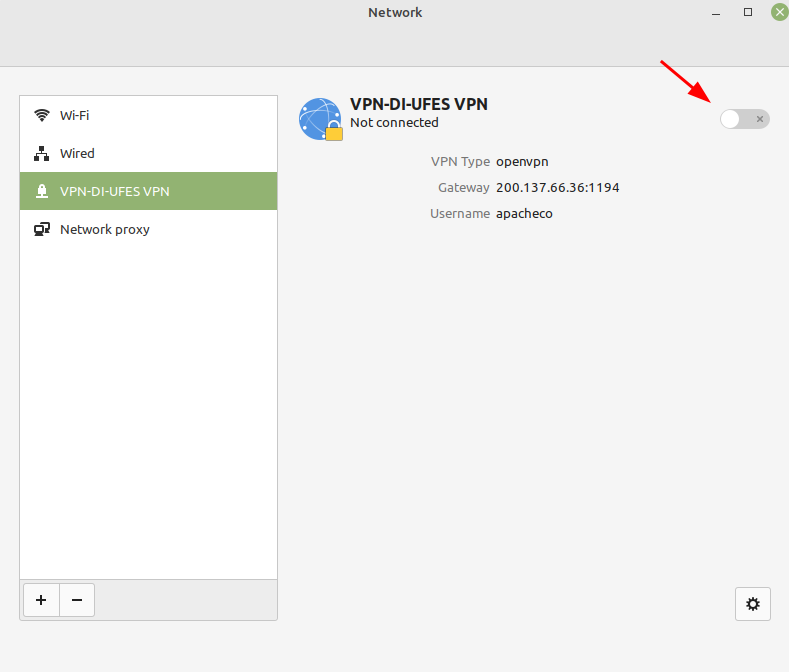 Network
Wi-Fi
Wired
VPN-DI-UFES VPN
Network proxy
VPN-DI-UFES VPN
Not connected
VPN Type openvpn
Gateway 200.137.66.36:1194
Username apacheco